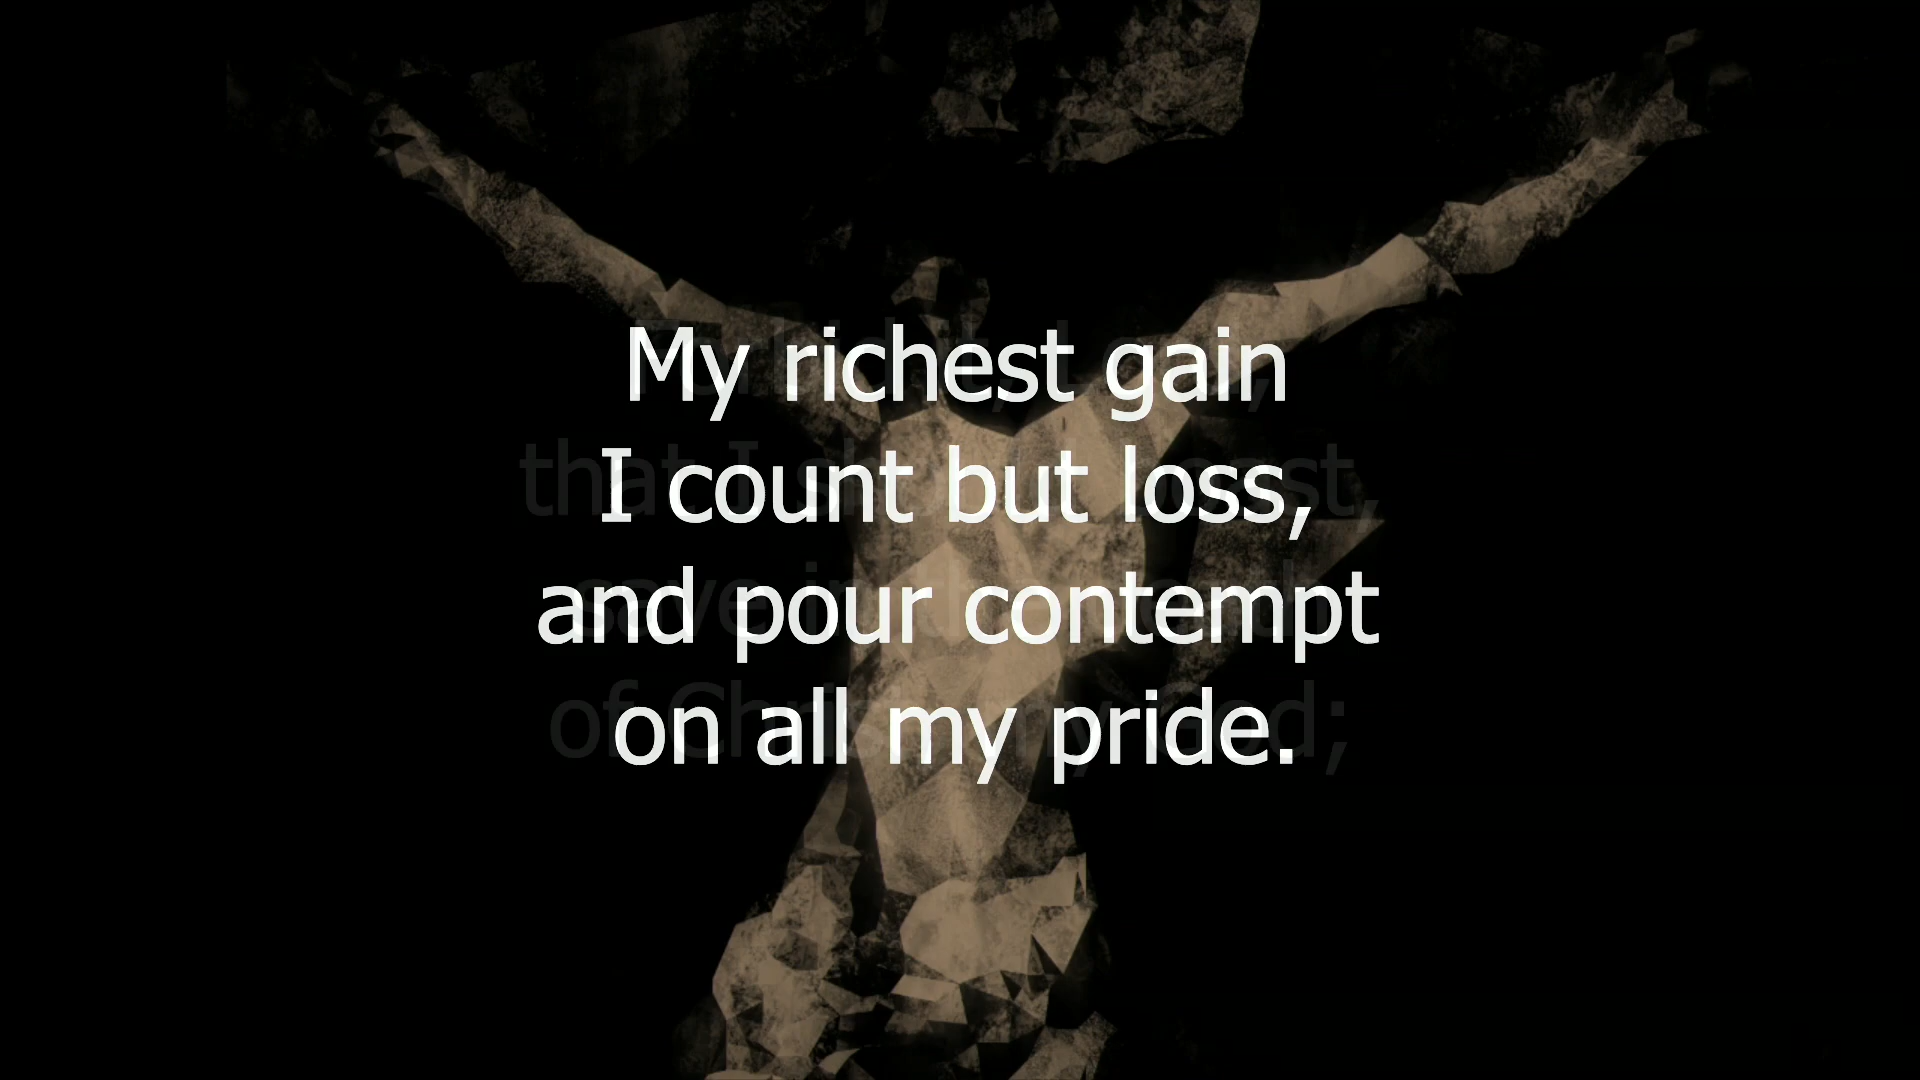 My richest gain
I count but loss,
and pour contempt
on all my pride.